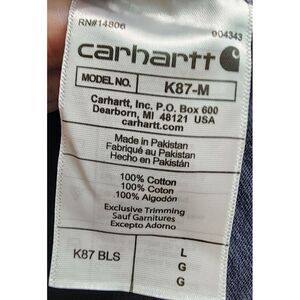 RN#14806 004343
carhartt
MODEL NO. K87-M
Carhartt, Inc. P.O. Box 600
Dearborn, MI 48121 USA
carhartt.com
Made in Pakistan
Fabriqué au Pakistan
Hecho en Pakistán
100% Cotton
100% Coton
100% Algodón
Exclusive Trimming
Sauf Garnitures
Excepto Adorno
K87 BLS L
G
G